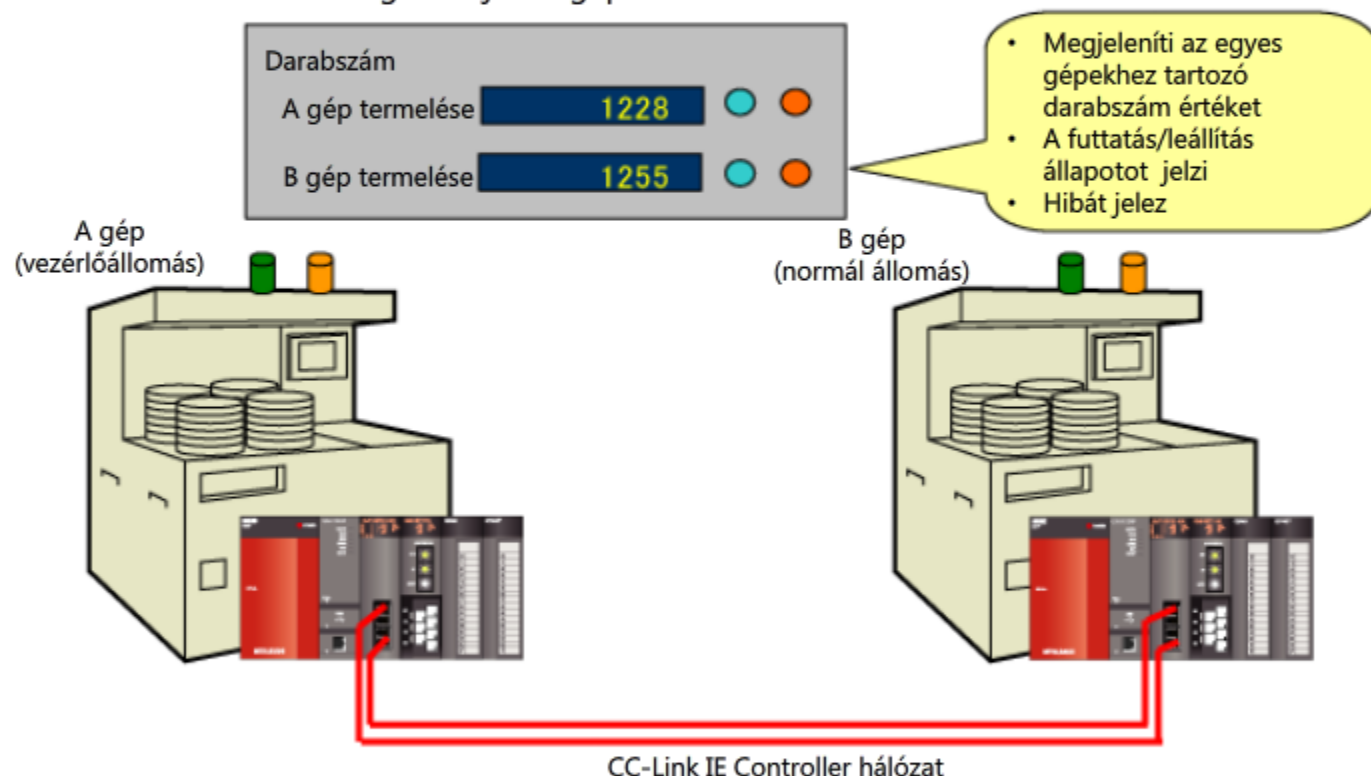 Darabszám
A gép termelése 1228
B gép termelése 1255
• Megjeleníti az egyes
gépekhez tartozó
darabszám értéket
• A futtatás/leállítás
állapotot jelzi
• Hibát jelez
A gép
(vezérlőállomás)
B gép
(normál állomás)
CC-Link IE Controller hálózat